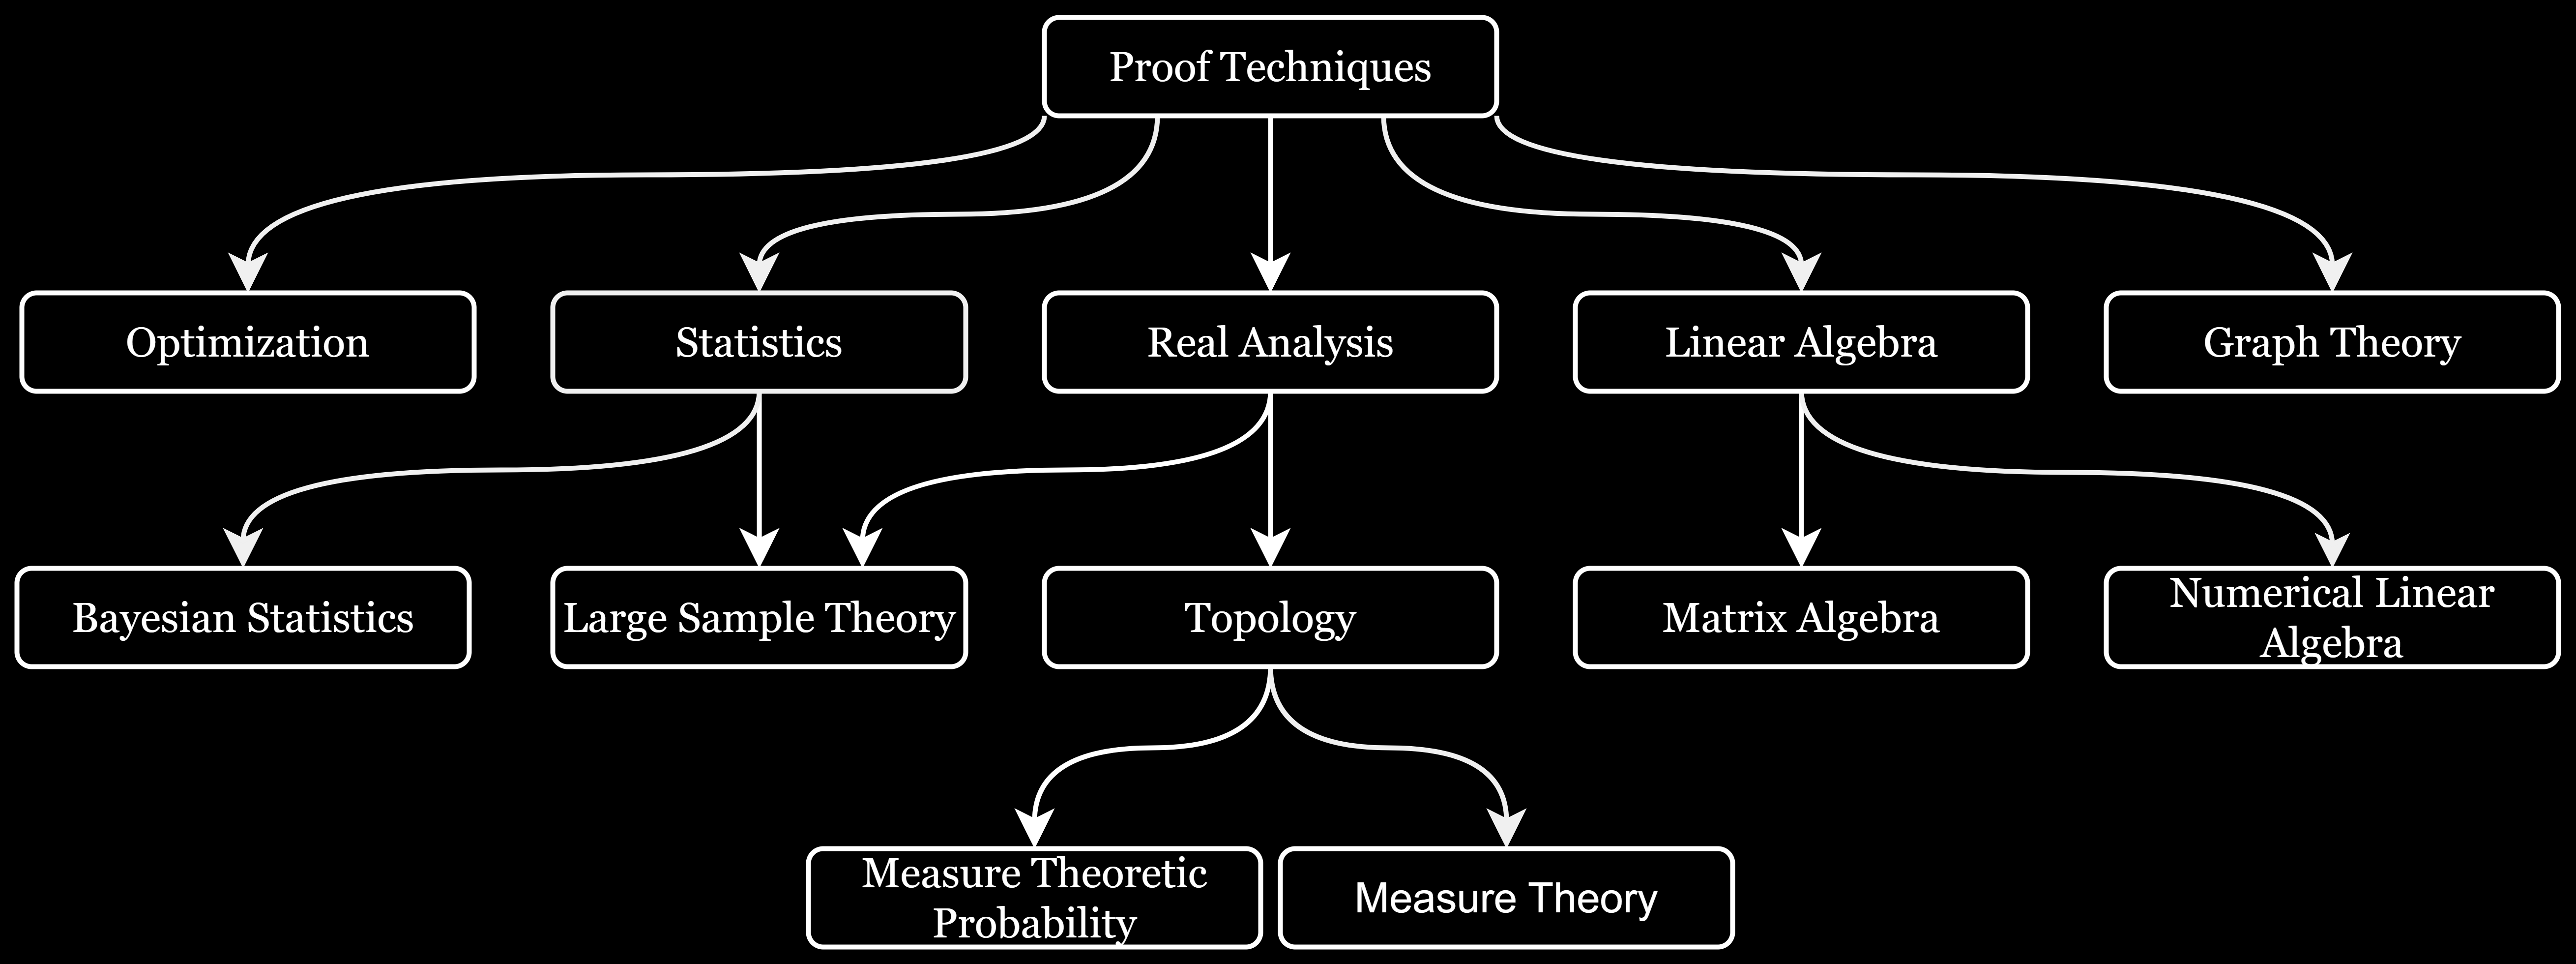 Proof Techniques
Optimization
Statistics
Real Analysis
Linear Algebra
Graph Theory
Bayesian Statistics
Large Sample Theory
Topology
Matrix Algebra
Numerical Linear
Algebra
Measure Theoretic
Probability
Measure Theory